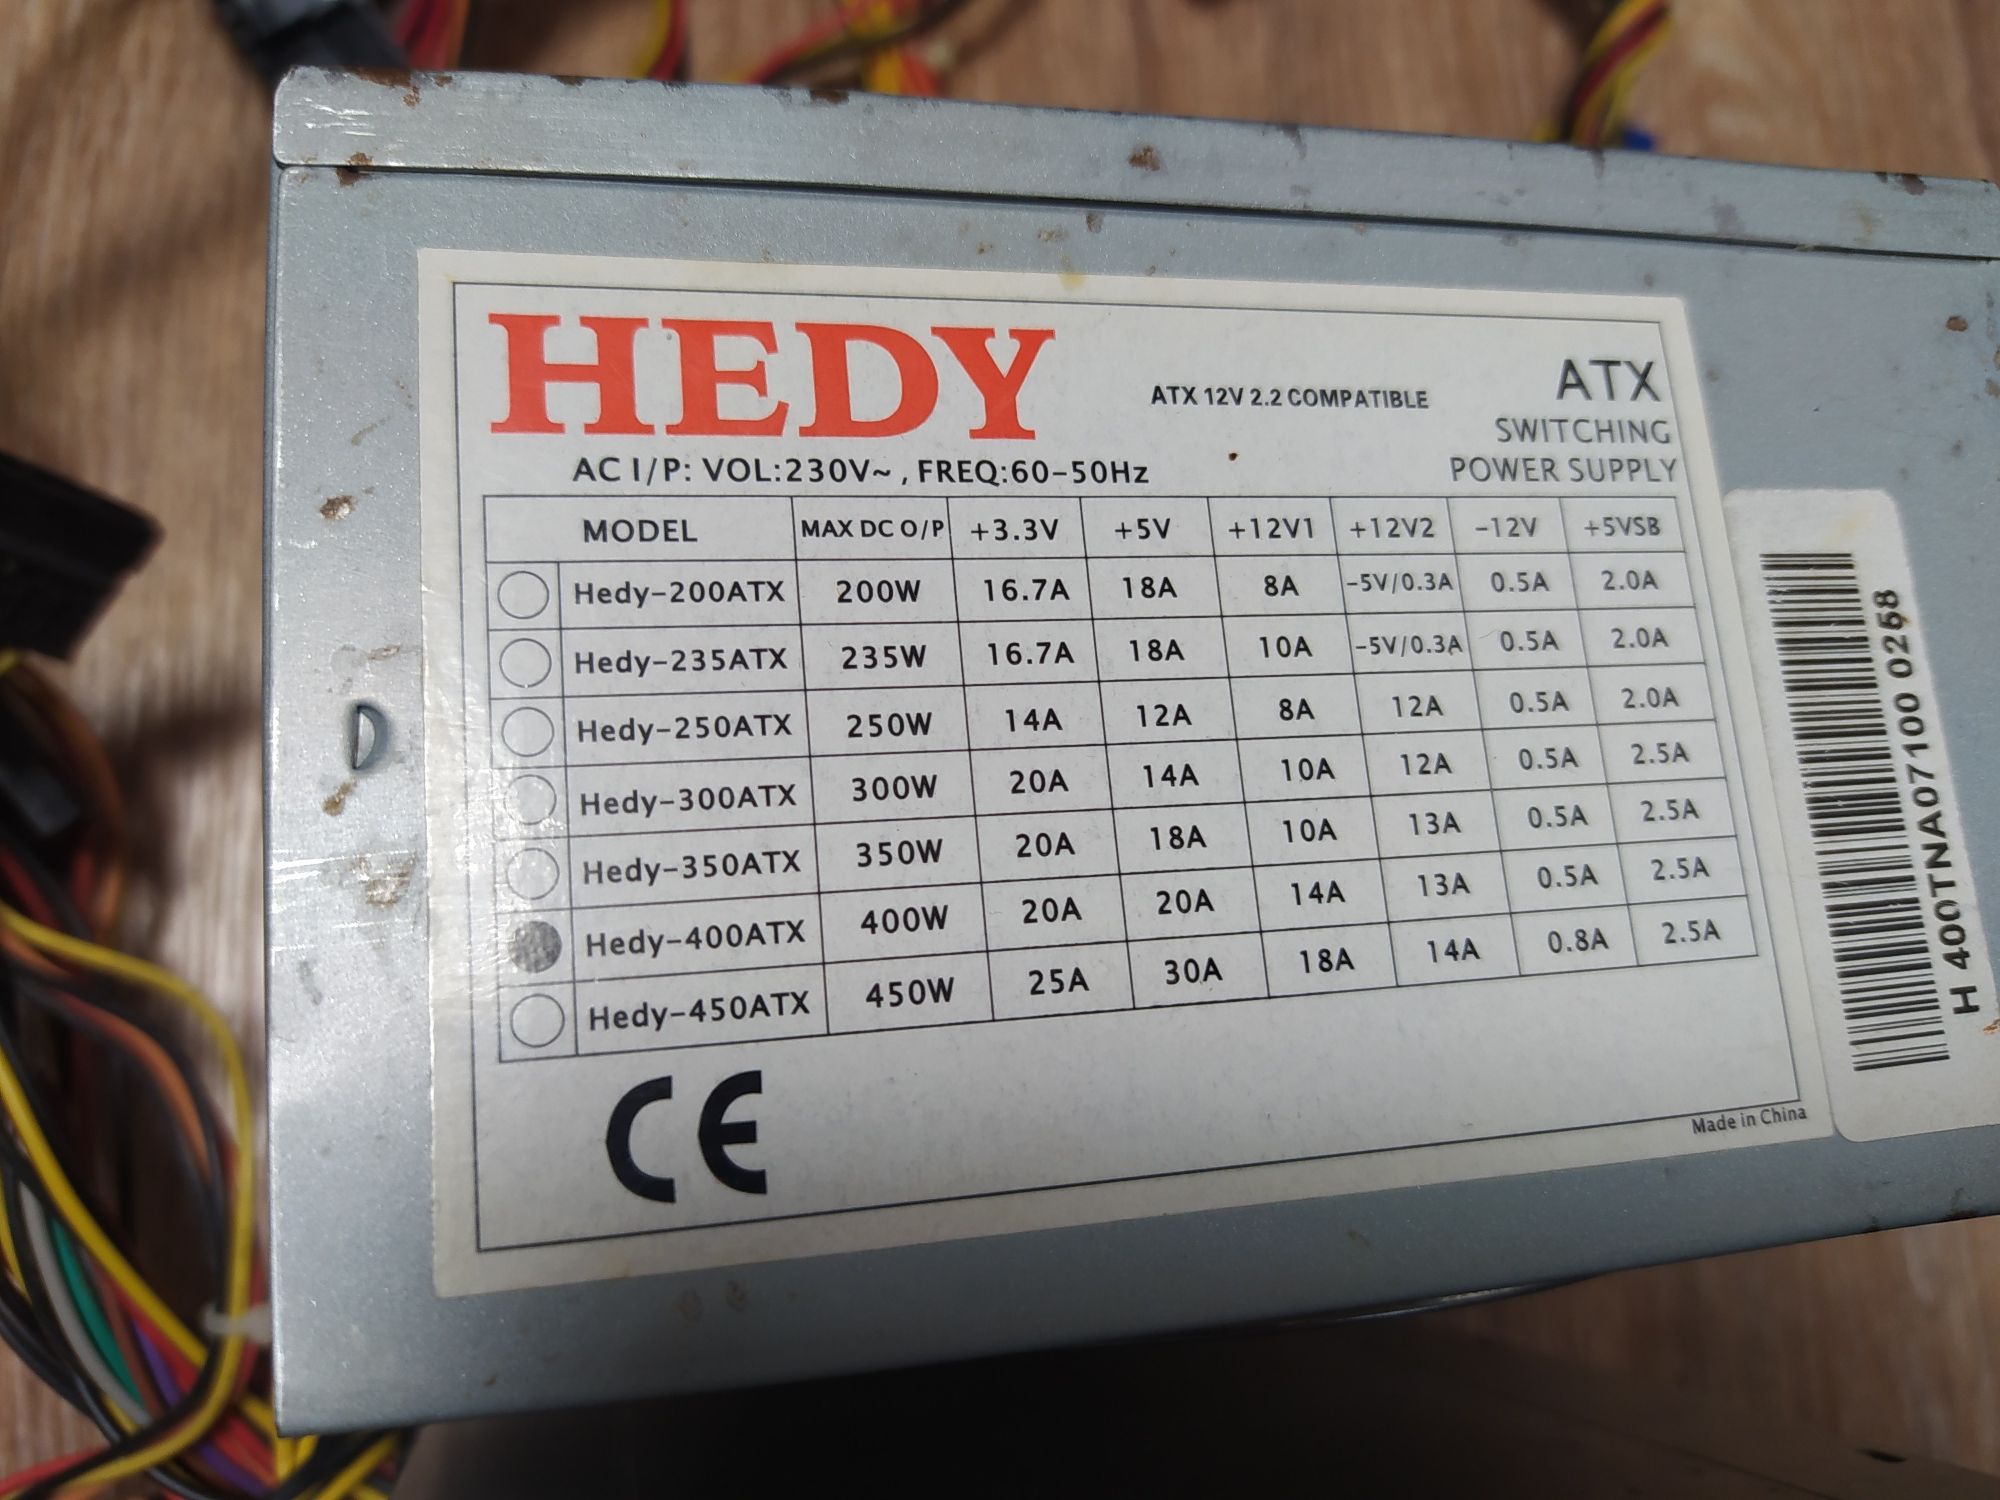 HEDY
ATX 12V 2.2 COMPATIBLE
ATX
SWITCHING
POWER SUPPLY
AC I/P: VOL:230V~, FREQ:60-50Hz
MODEL MAX DC O/P +3.3V +5V +12V1 +12V2 -12V +5VSB
Hedy-200ATX 200W 16.7A 18A 8A -5V/0.3A 0.5A 2.0A
Hedy-235ATX 235W 16.7A 18A 10A -5V/0.3A 0.5A 2.0A
Hedy-250ATX 250W 14A 12A 8A 12A 0.5A 2.0A
Hedy-300ATX 300W 20A 14A 10A 12A 0.5A 2.5A
Hedy-350ATX 350W 20A 18A 10A 13A 0.5A 2.5A
Hedy-400ATX 400W 20A 20A 14A 13A 0.5A 2.5A
Hedy-450ATX 450W 25A 30A 18A 14A 0.8A 2.5A
CE
Made in China
H 400TNA07100 0268